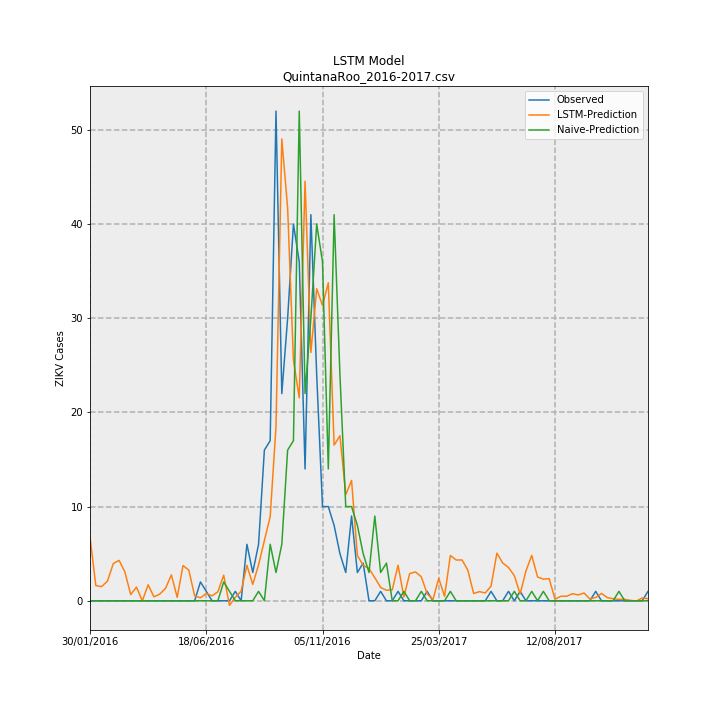 LSTM Model
QuintanaRoo_2016-2017.csv
Observed
LSTM-Prediction
Naive-Prediction
50
40
30
20
10
0
ZIKV Cases
30/01/2016
18/06/2016
05/11/2016
25/03/2017
12/08/2017
Date